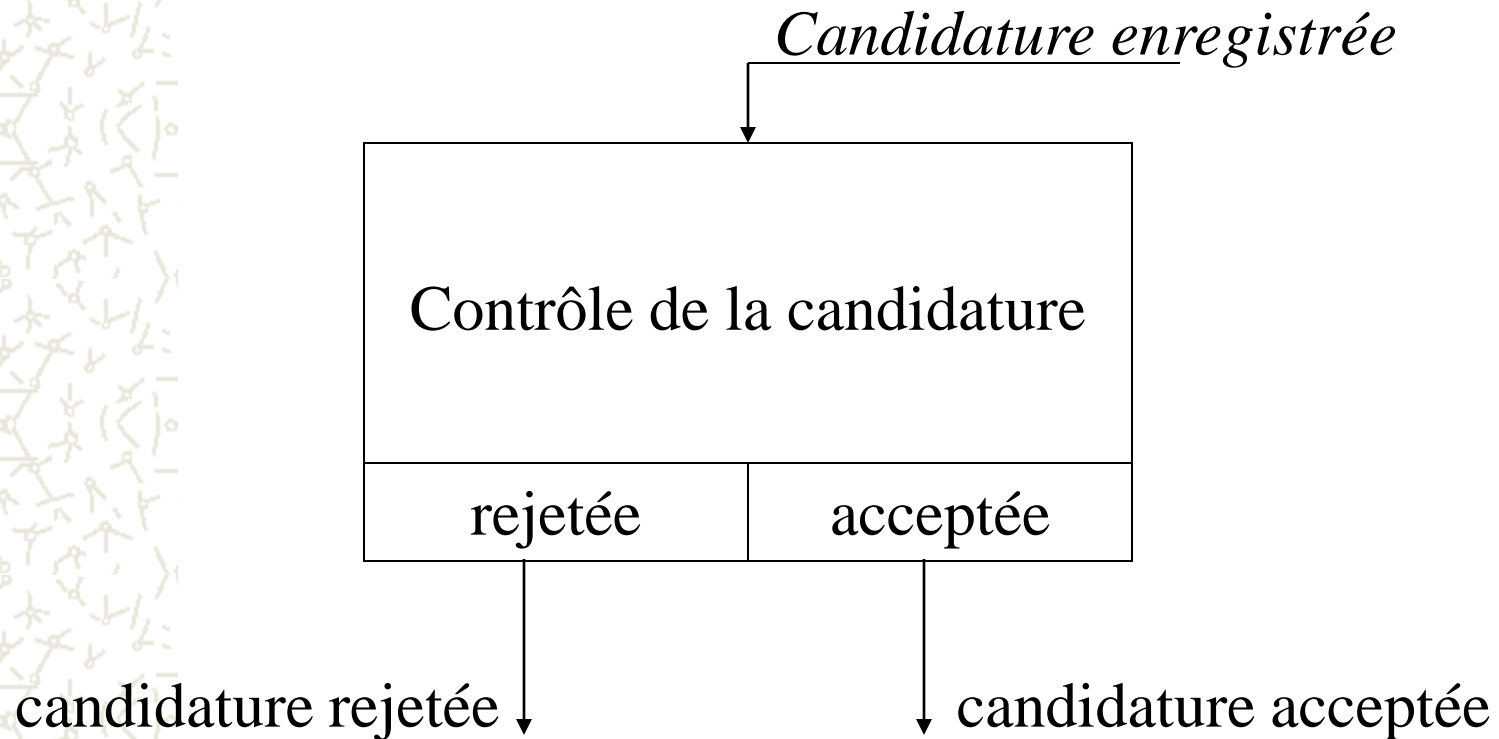 Candidature enregistrée
Contrôle de la candidature
rejetée
acceptée
candidature rejetée
candidature acceptée